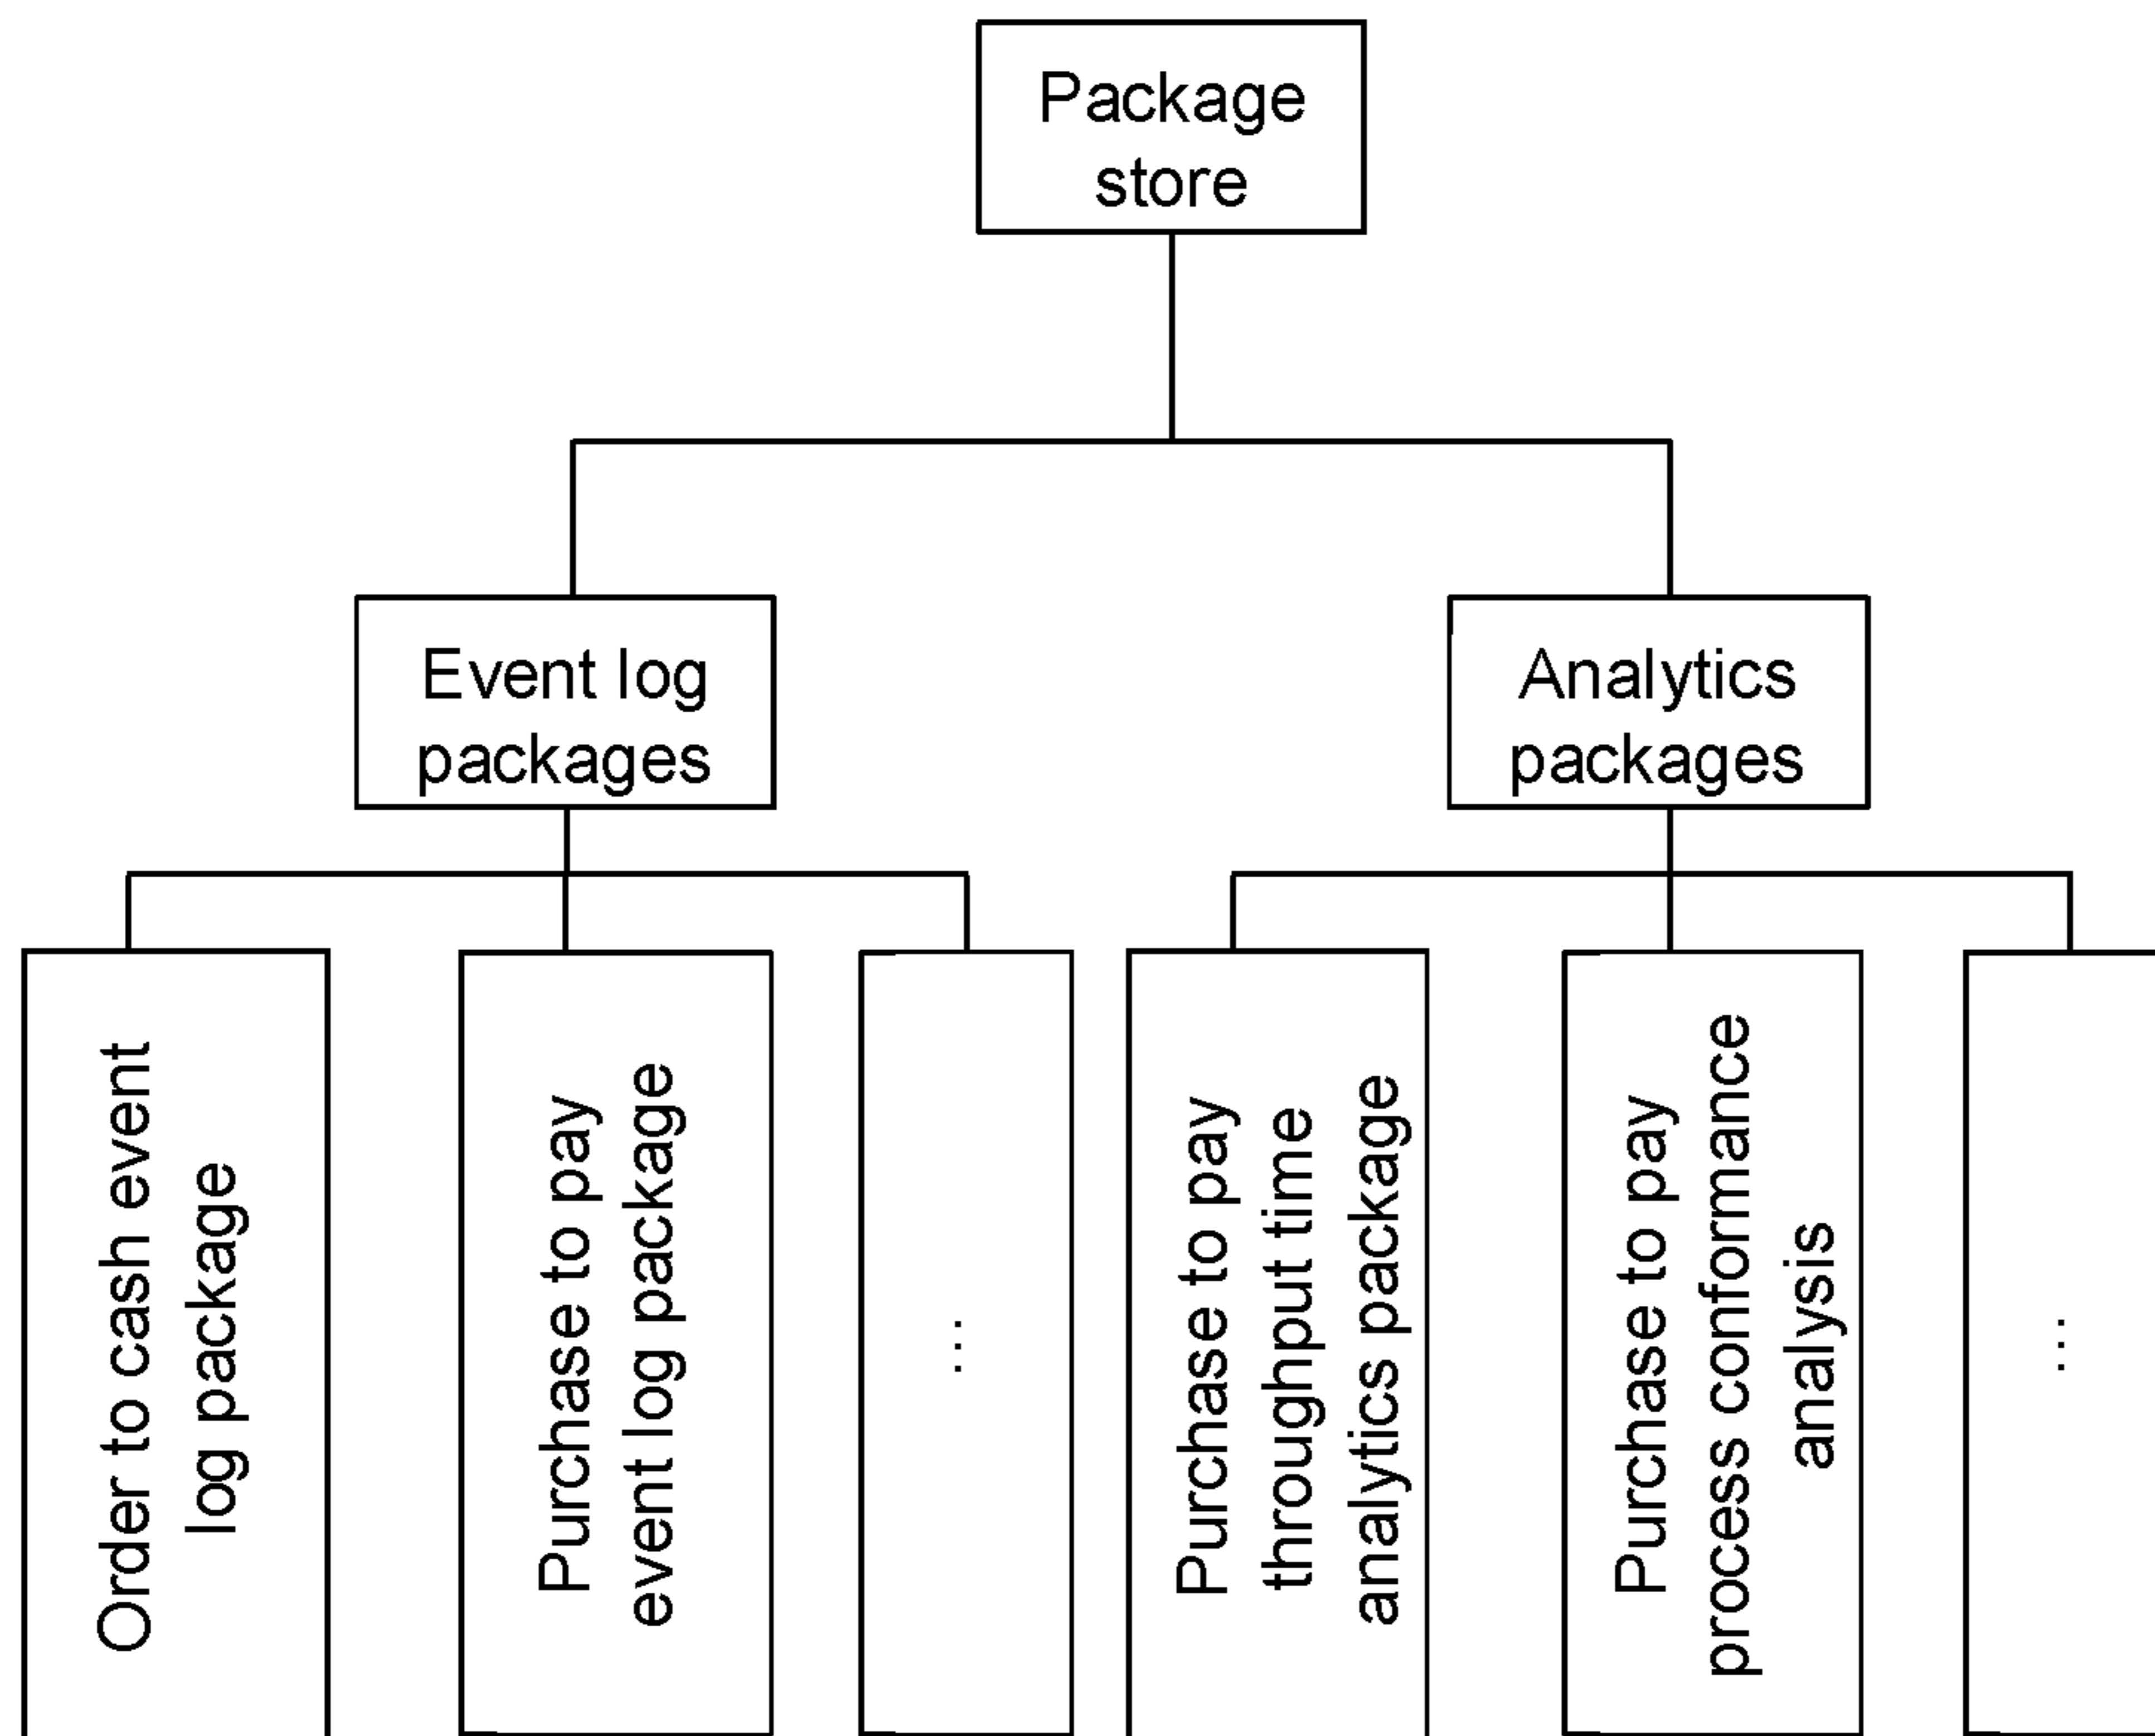 Package
store
Event log
packages
Analytics
packages
Order to cash event
log package
Purchase to pay
event log package
...
Purchase to pay
throughput time
analytics package
Purchase to pay
process conformance
analysis
...